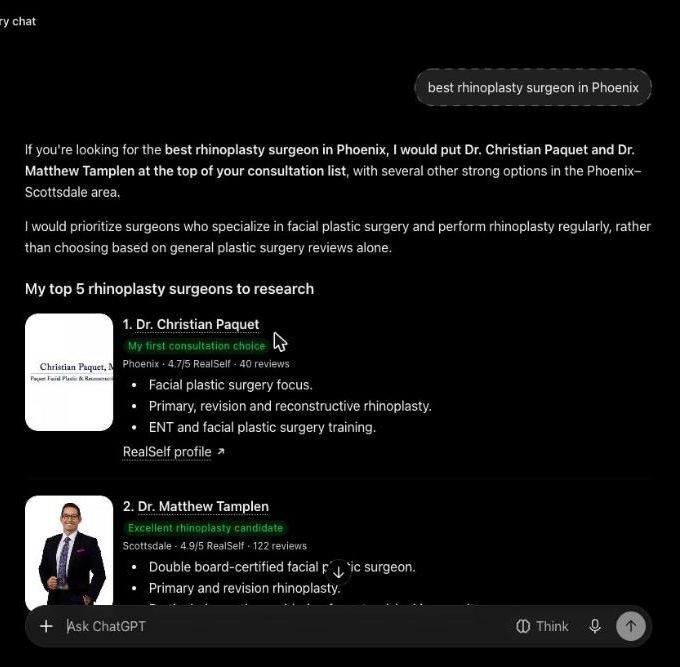 ry chat
best rhinoplasty surgeon in Phoenix
If you're looking for the best rhinoplasty surgeon in Phoenix, I would put Dr. Christian Paquet and Dr.
Matthew Tamplen at the top of your consultation list, with several other strong options in the Phoenix–
Scottsdale area.
I would prioritize surgeons who specialize in facial plastic surgery and perform rhinoplasty regularly, rather
than choosing based on general plastic surgery reviews alone.
My top 5 rhinoplasty surgeons to research
Christian Paquet, M
Paquet Facial Plastic & Reconstruct
1. Dr. Christian Paquet
My first consultation choice
Phoenix · 4.7/5 RealSelf · 40 reviews
• Facial plastic surgery focus.
• Primary, revision and reconstructive rhinoplasty.
• ENT and facial plastic surgery training.
RealSelf profile ↗
2. Dr. Matthew Tamplen
Excellent rhinoplasty candidate
Scottsdale · 4.9/5 RealSelf · 122 reviews
• Double board-certified facial plastic surgeon.
• Primary and revision rhinoplasty.
Ask ChatGPT
Think